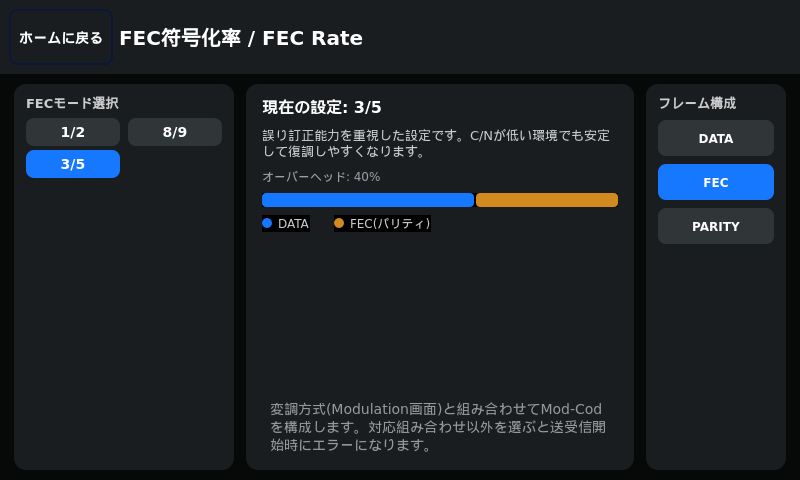 ホームに戻る
FEC符号化率 / FEC Rate
FECモード選択
1/2
8/9
3/5
現在の設定: 3/5
誤り訂正能力を重視した設定です。C/Nが低い環境でも安定
して復調しやすくなります。
オーバーヘッド: 40%
DATA
FEC(パリティ)
変調方式(Modulation画面)と組み合わせてMod-Cod
を構成します。対応組み合わせ以外を選ぶと送受信開
始時にエラーになります。
フレーム構成
DATA
FEC
PARITY